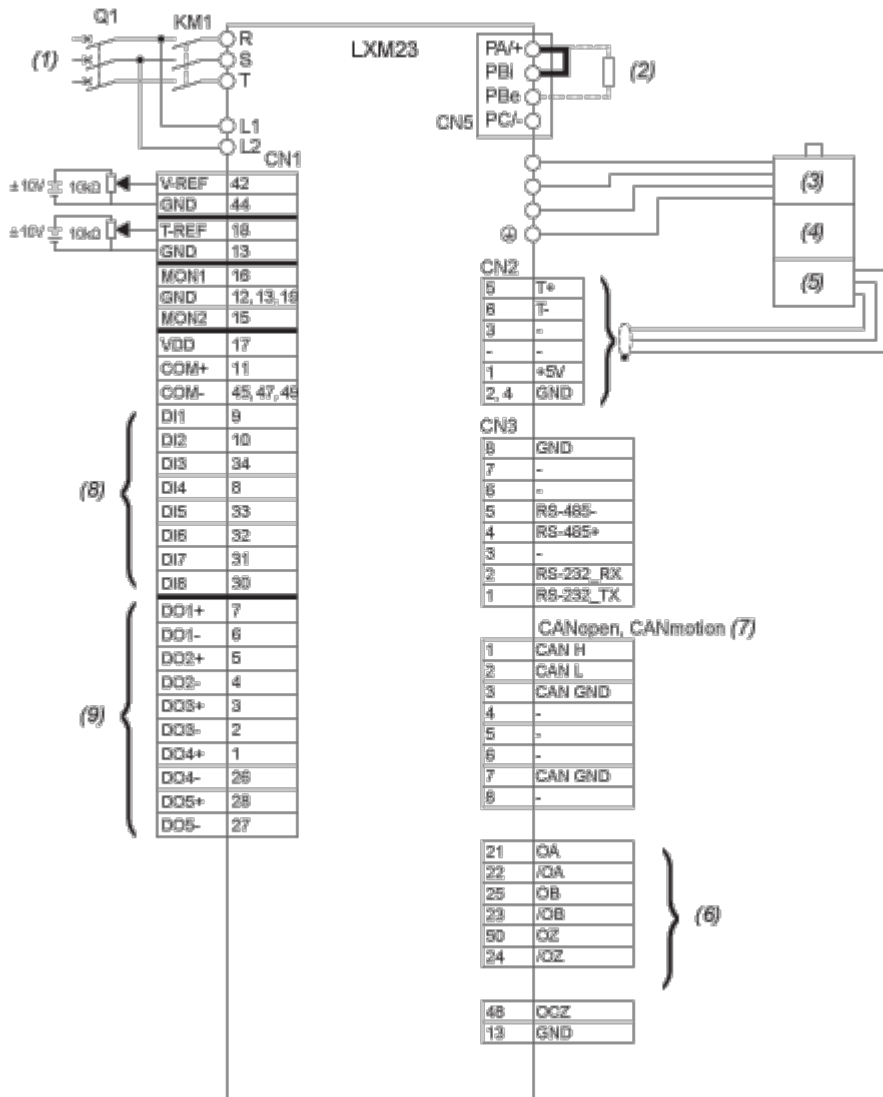 Q1
KM1
LXM23
(1)
R
S
T
L1
L2
PA/+
PBi
PBe
PC/-
CN5
(2)
CN1
±10V 10kΩ
±10V 10kΩ
V-REF 42
GND 44
T-REF 18
GND 13
MON1 16
GND 12, 13, 19
MON2 15
VDD 17
COM+ 11
COM- 45, 47, 49
DI1 9
DI2 10
DI3 34
DI4 8
DI5 33
DI6 32
DI7 31
DI8 30
(8)
DO1+ 7
DO1- 6
DO2+ 5
DO2- 4
DO3+ 3
DO3- 2
DO4+ 1
DO4- 26
DO5+ 28
DO5- 27
(9)
(3)
(4)
(5)
CN2
5 T+
6 T-
3 -
- -
1 +5V
2, 4 GND
CN3
8 GND
7 -
6 -
5 RS-485-
4 RS-485+
3 -
2 RS-232_RX
1 RS-232_TX
CANopen, CANmotion (7)
1 CAN H
2 CAN L
3 CAN GND
4 -
5 -
6 -
7 CAN GND
8 -
21 OA
22 /OA
25 OB
23 /OB
50 OZ
24 /OZ
(6)
48 OCZ
13 GND